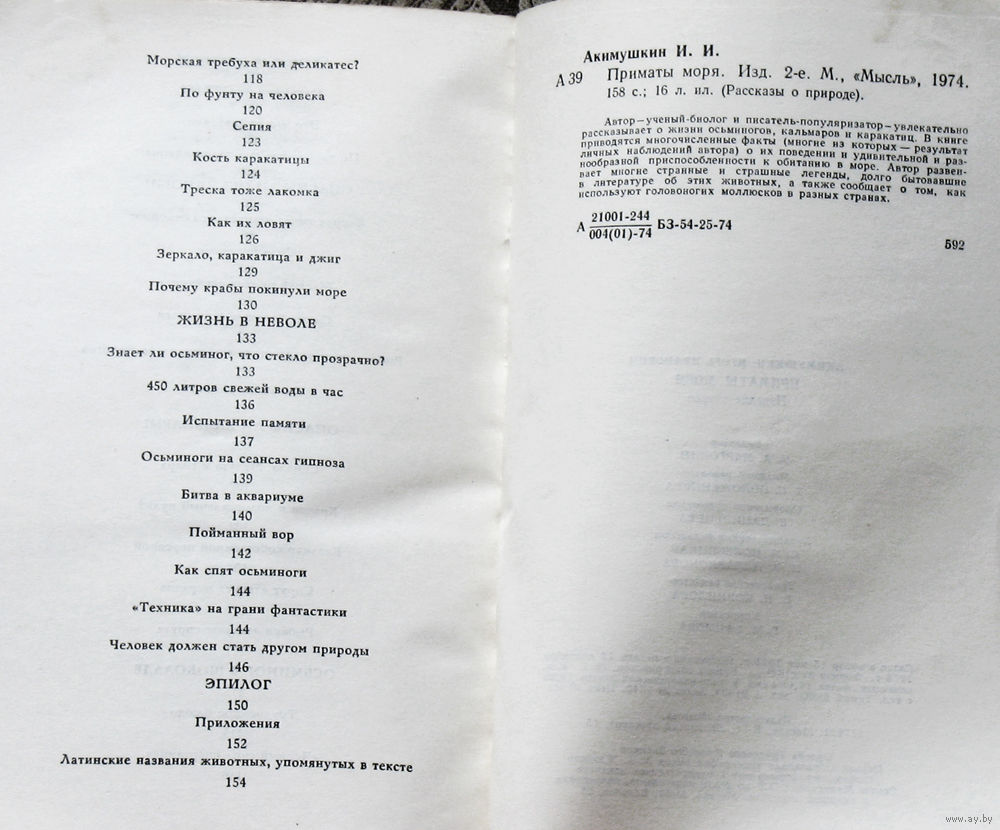 Морская требуха или деликатес?
118
По фунту на человека
120
Сепия
123
Кость каракатицы
124
Треска тоже лакомка
125
Как их ловят
126
Зеркало, каракатица и джиг
129
Почему крабы покинули море
130
ЖИЗНЬ В НЕВОЛЕ
133
Знает ли осьминог, что стекло прозрачно?
133
450 литров свежей воды в час
136
Испытание памяти
137
Осьминоги на сеансах гипноза
139
Битва в аквариуме
140
Пойманный вор
142
Как спят осьминоги
144
«Техника» на грани фантастики
144
Человек должен стать другом природы
146
ЭПИЛОГ
150
Приложения
152
Латинские названия животных, упомянутых в тексте
154
Акимушкин И. И.
А 39 Приматы моря. Изд. 2-е. М., «Мысль», 1974.
158 с.; 16 л. ил. (Рассказы о природе).
Автор — ученый-биолог и писатель-популяризатор — увлекательно
рассказывает о жизни осьминогов, кальмаров и каракатиц. В книге
приводятся многочисленные факты (многие из которых — результат
личных наблюдений автора) о их поведении и удивительной и раз-
нообразной приспособленности к обитанию в море. Автор развен-
вает многие странные и страшные легенды, долго бытовавшие
в литературе об этих животных, а также сообщает о том, как
используют головоногих моллюсков в разных странах.
А 21001-244
004(01)-74 БЗ-54-25-74
592
www.ay.by